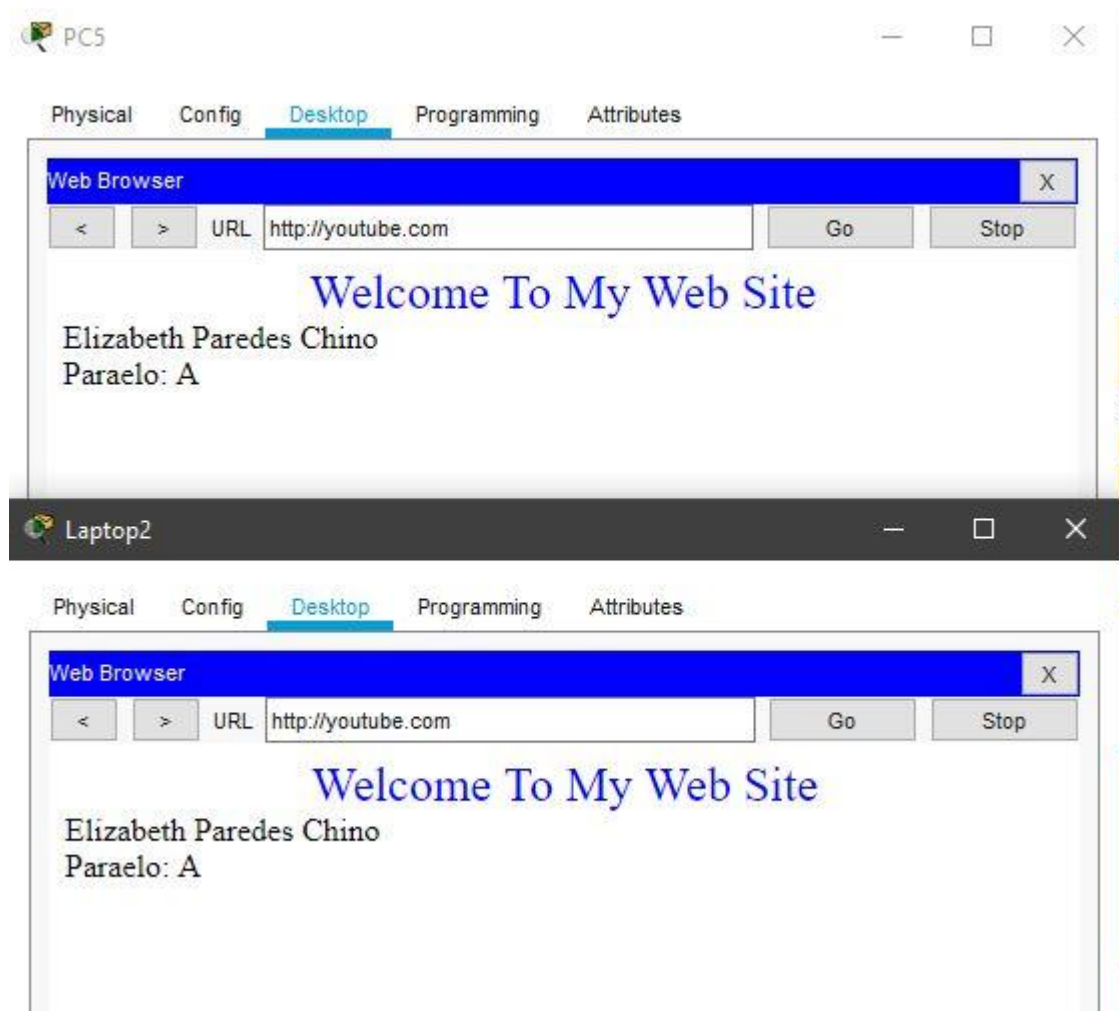 PC5
Physical Config Desktop Programming Attributes
Web Browser X
< > URL http://youtube.com Go Stop
Welcome To My Web Site
Elizabeth Paredes Chino
Paraelo: A
Laptop2
Physical Config Desktop Programming Attributes
Web Browser X
< > URL http://youtube.com Go Stop
Welcome To My Web Site
Elizabeth Paredes Chino
Paraelo: A